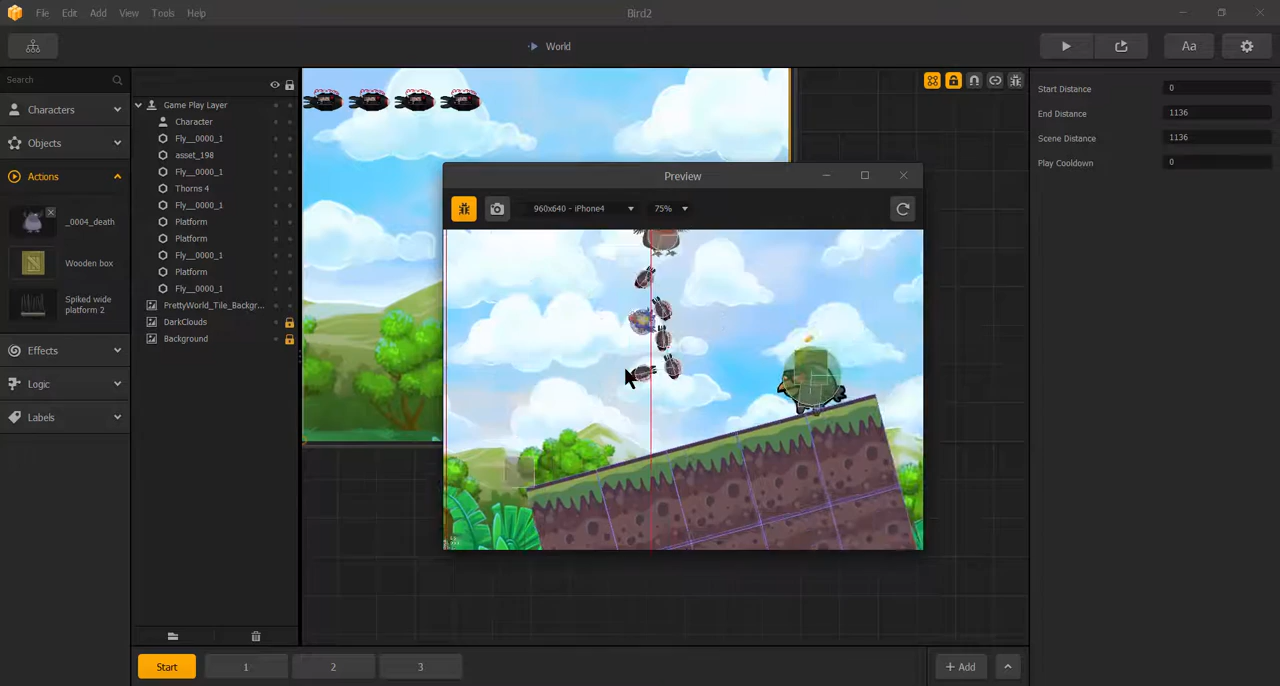 File Edit Add View Tools Help
Bird2
World
Aa
Search
Characters
Objects
Actions
_0004_death
Wooden box
Spiked wide
platform 2
Effects
Logic
Labels
Game Play Layer
Character
Fly__0000_1
asset_198
Fly__0000_1
Thorns 4
Fly__0000_1
Platform
Platform
Fly__0000_1
Platform
Fly__0000_1
PrettyWorld_Tile_Backgr...
DarkClouds
Background
Preview
960x640 - iPhone4
75%
Start Distance 0
End Distance 1136
Scene Distance 1136
Play Cooldown 0
Start 1 2 3
+ Add